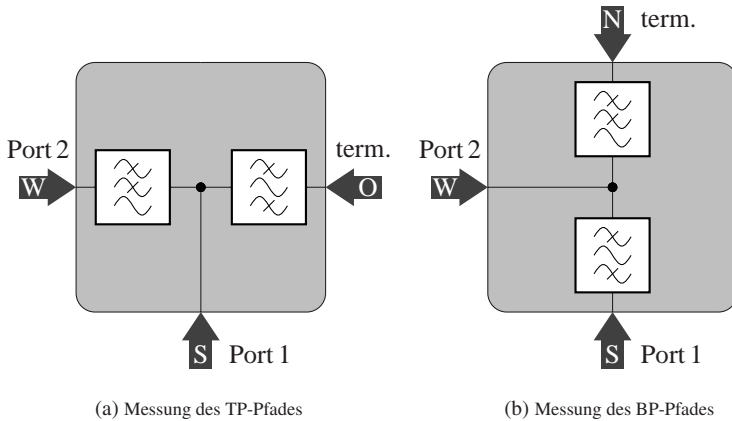 N term.
Port 2 term. Port 2
W O W
S Port 1 S Port 1
(a) Messung des TP-Pfades (b) Messung des BP-Pfades